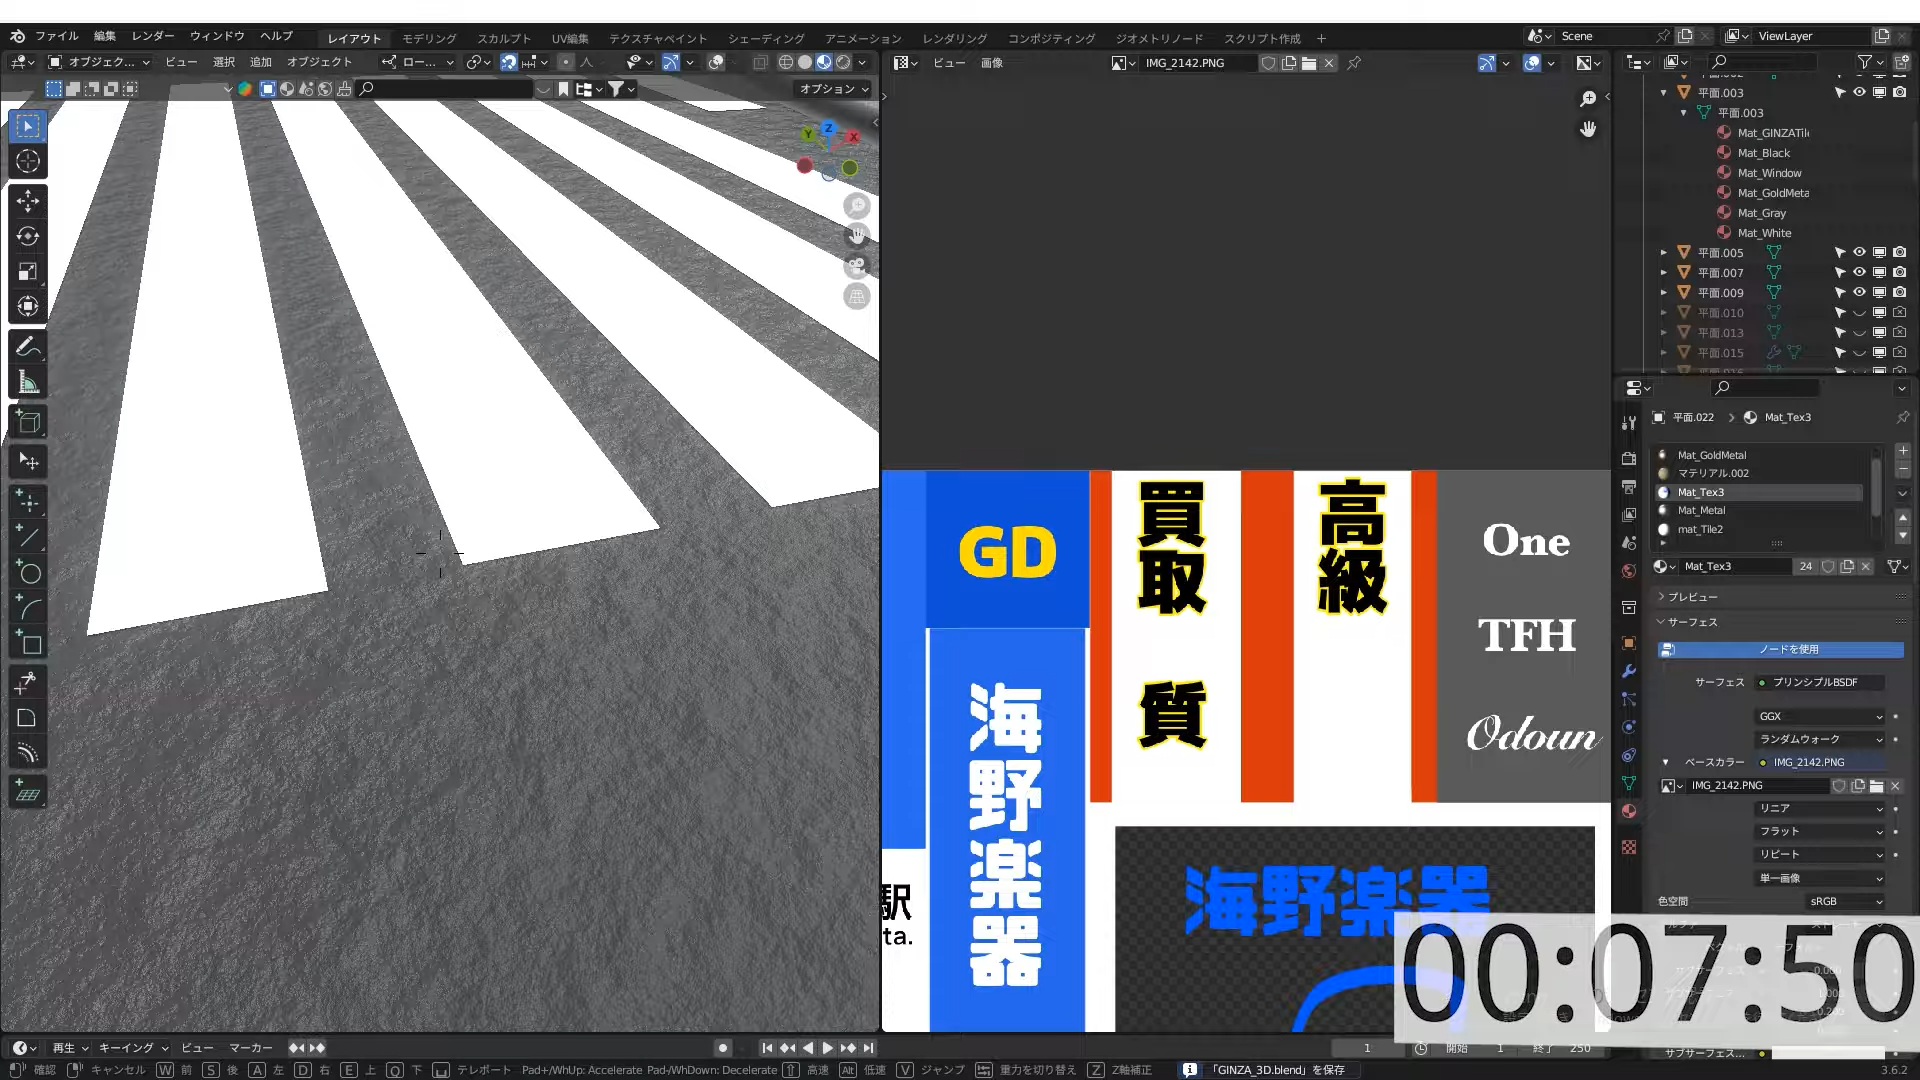 ファイル 編集 レンダー ウィンドウ ヘルプ レイアウト モデリング スカルプト UV編集 テクスチャペイント シェーディング アニメーション レンダリング コンポジティング ジオメトリノード スクリプト作成 + Scene ViewLayer
オブジェク... ビュー 選択 追加 オブジェクト ロー...
ビュー 画像 IMG_2142.PNG
オプション
Z
Y
X
平面.003
平面.003
Mat_GINZATil
Mat_Black
Mat_Window
Mat_GoldMeta
Mat_Gray
Mat_White
平面.005
平面.007
平面.009
平面.010
平面.013
平面.015
平面.022 Mat_Tex3
Mat_GoldMetal
マテリアル.002
Mat_Tex3
Mat_Metal
mat_Tile2
Mat_Tex3 24
プレビュー
サーフェス
ノードを使用
サーフェス プリンシプルBSDF
GGX
ランダムウォーク
ベースカラー IMG_2142.PNG
IMG_2142.PNG
リニア
フラット
リピート
単一画像
色空間 sRGB
サブサーフェス...
GD
海野楽器
買取
質
高級
One
TFH
Odoun
駅
ta.
海野楽器
00:07:50
再生 キーイング ビュー マーカー 1 開始 1 終了 250
確認 キャンセル W 前 S 後 A 左 D 右 E 上 Q 下 テレポート Pad+/WhUp: Accelerate Pad-/WhDown: Decelerate 高速 Alt 低速 V ジャンプ 重力を切り替え Z Z軸補正 「GINZA_3D.blend」を保存 3.6.2